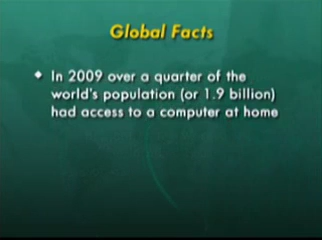 Global Facts
◆ In 2009 over a quarter of the
world's population (or 1.9 billion)
had access to a computer at home